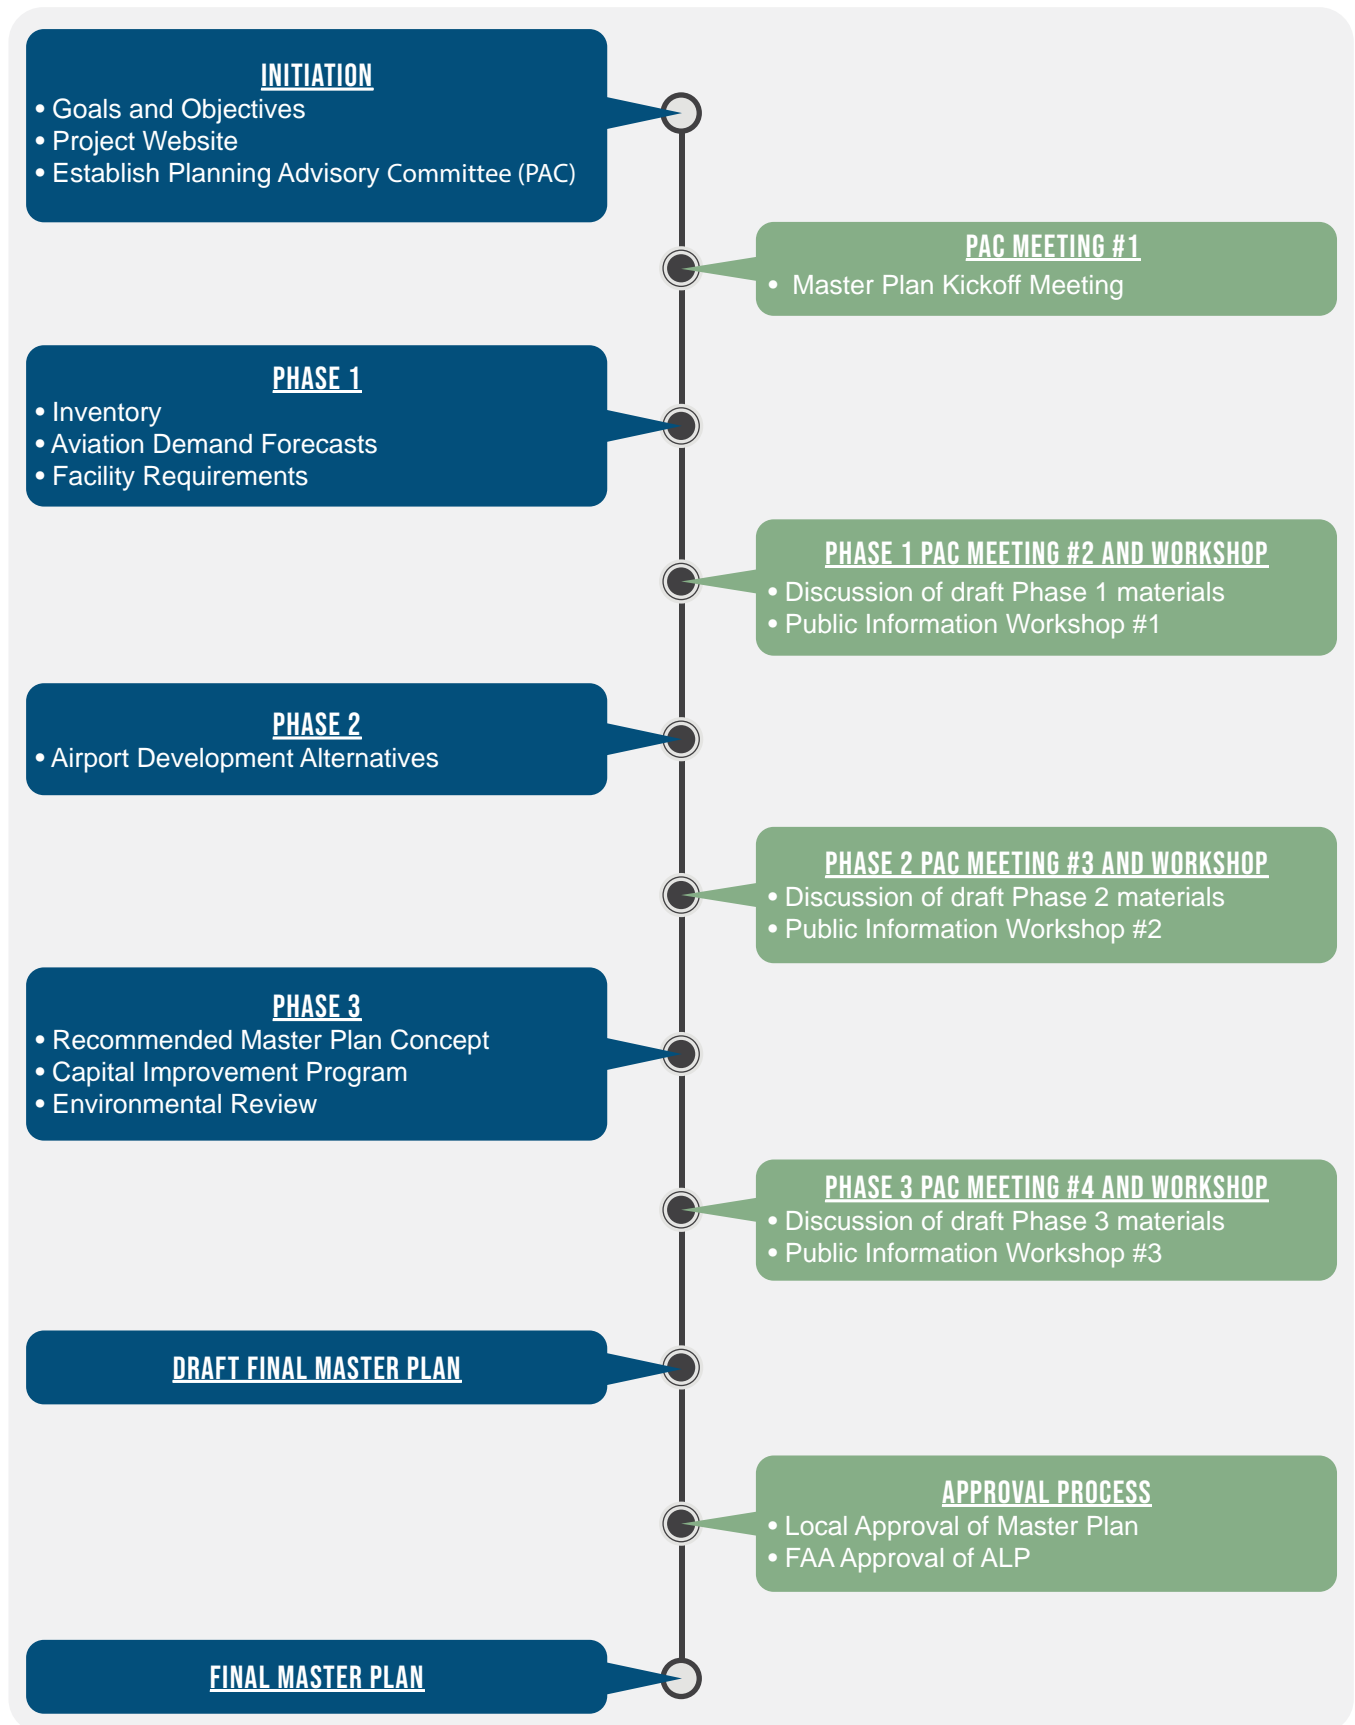 INITIATION
• Goals and Objectives
• Project Website
• Establish Planning Advisory Committee (PAC)
PAC MEETING #1
• Master Plan Kickoff Meeting
PHASE 1
• Inventory
• Aviation Demand Forecasts
• Facility Requirements
PHASE 1 PAC MEETING #2 AND WORKSHOP
• Discussion of draft Phase 1 materials
• Public Information Workshop #1
PHASE 2
• Airport Development Alternatives
PHASE 2 PAC MEETING #3 AND WORKSHOP
• Discussion of draft Phase 2 materials
• Public Information Workshop #2
PHASE 3
• Recommended Master Plan Concept
• Capital Improvement Program
• Environmental Review
PHASE 3 PAC MEETING #4 AND WORKSHOP
• Discussion of draft Phase 3 materials
• Public Information Workshop #3
DRAFT FINAL MASTER PLAN
APPROVAL PROCESS
• Local Approval of Master Plan
• FAA Approval of ALP
FINAL MASTER PLAN